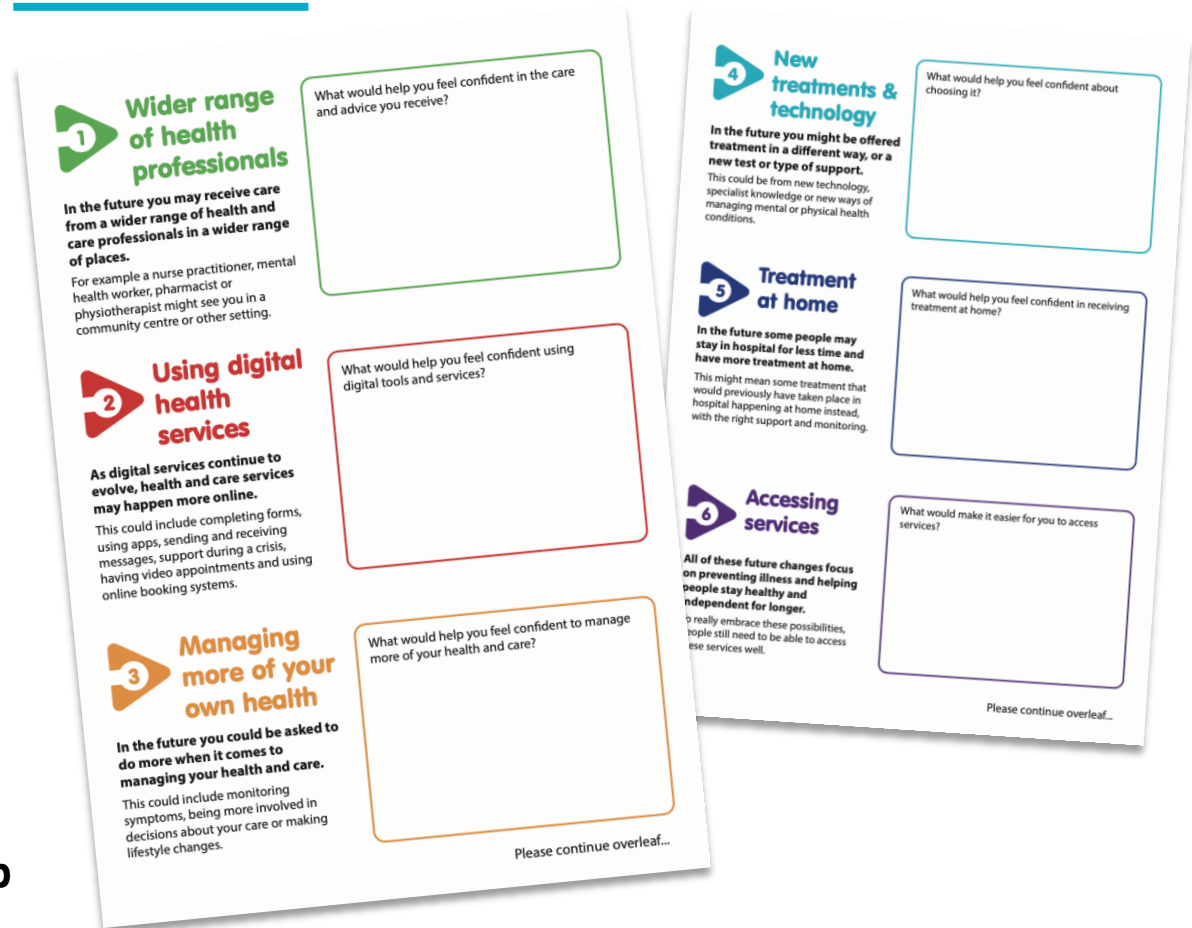 1
Wider range
of health
professionals
In the future you may receive care
from a wider range of health and
care professionals in a wider range
of places.
For example a nurse practitioner, mental
health worker, pharmacist or
physiotherapist might see you in a
community centre or other setting.
What would help you feel confident in the care
and advice you receive?
2
Using digital
health
services
As digital services continue to
evolve, health and care services
may happen more online.
This could include completing forms,
using apps, sending and receiving
messages, support during a crisis,
having video appointments and using
online booking systems.
What would help you feel confident using
digital tools and services?
3
Managing
more of your
own health
In the future you could be asked to
do more when it comes to
managing your health and care.
This could include monitoring
symptoms, being more involved in
decisions about your care or making
lifestyle changes.
What would help you feel confident to manage
more of your health and care?
Please continue overleaf...
4
New
treatments &
technology
In the future you might be offered
treatment in a different way, or a
new test or type of support.
This could be from new technology,
specialist knowledge or new ways of
managing mental or physical health
conditions.
What would help you feel confident about
choosing it?
5
Treatment
at home
In the future some people may
stay in hospital for less time and
have more treatment at home.
This might mean some treatment that
would previously have taken place in
hospital happening at home instead,
with the right support and monitoring.
What would help you feel confident in receiving
treatment at home?
6
Accessing
services
All of these future changes focus
on preventing illness and helping
people stay healthy and
independent for longer.
really embrace these possibilities,
people still need to be able to access
services well.
What would make it easier for you to access
services?
Please continue overleaf...